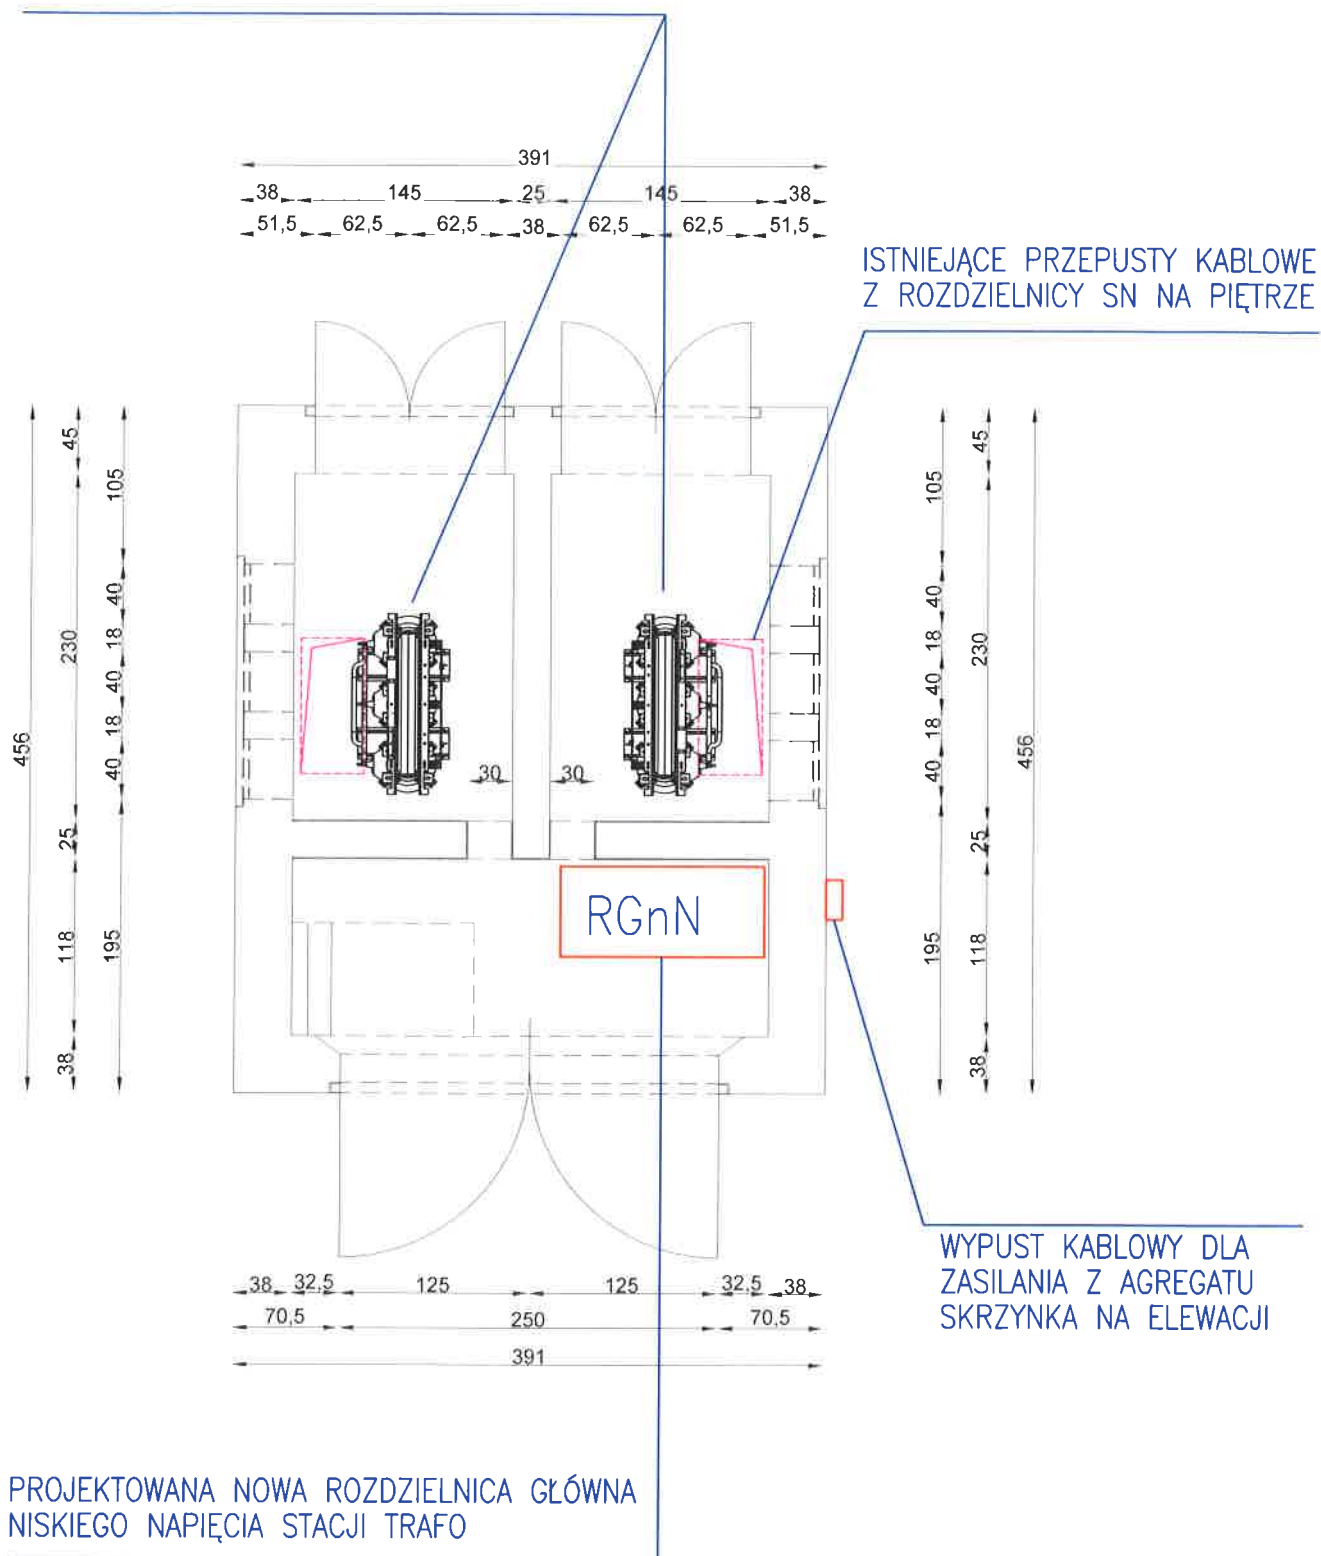 391
38 145 25 145 38
51,5 62,5 62,5 38 62,5 62,5 51,5
ISTNIEJĄCE PRZEPUSTY KABLOWE
Z ROZDZIELNICY SN NA PIĘTRZE
456
45 230 25 118 38
105 40 18 40 18 40 195
30 30
105 40 18 40 18 40 195
45 230 25 118 38
456
RGnN
38 32,5 125 125 32,5 38
70,5 250 70,5
391
WYPUST KABLOWY DLA
ZASILANIA Z AGREGATU
SKRZYNKA NA ELEWACJI
PROJEKTOWANA NOWA ROZDZIELNICA GŁÓWNA
NISKIEGO NAPIĘCIA STACJI TRAFO